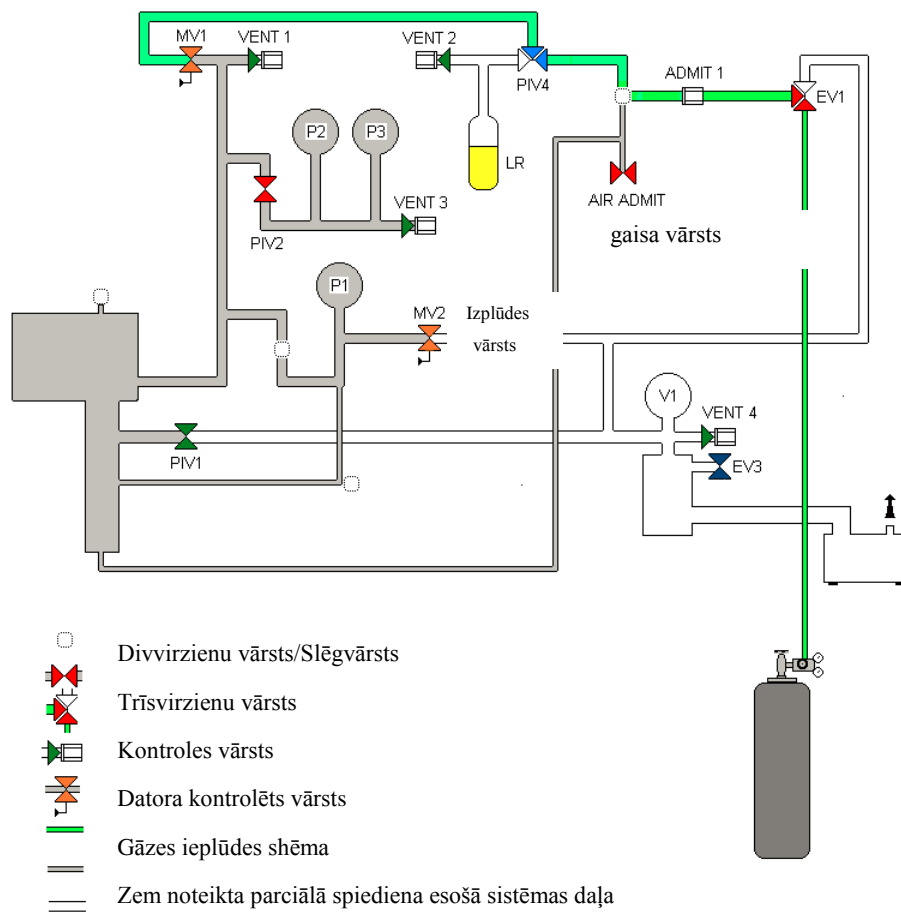 MV1
VENT 1
VENT 2
PIV4
ADMIT 1
EV1
P2
P3
LR
AIR ADMIT
gaisa vārsts
VENT 3
PIV2
P1
MV2
Izplūdes
vārsts
V1
VENT 4
PIV1
EV3
Divvirzienu vārsts/Slēgvārsts
Trīsvirzienu vārsts
Kontroles vārsts
Datora kontrolēts vārsts
Gāzes ieplūdes shēma
Zem noteikta parciālā spiediena esošā sistēmas daļa